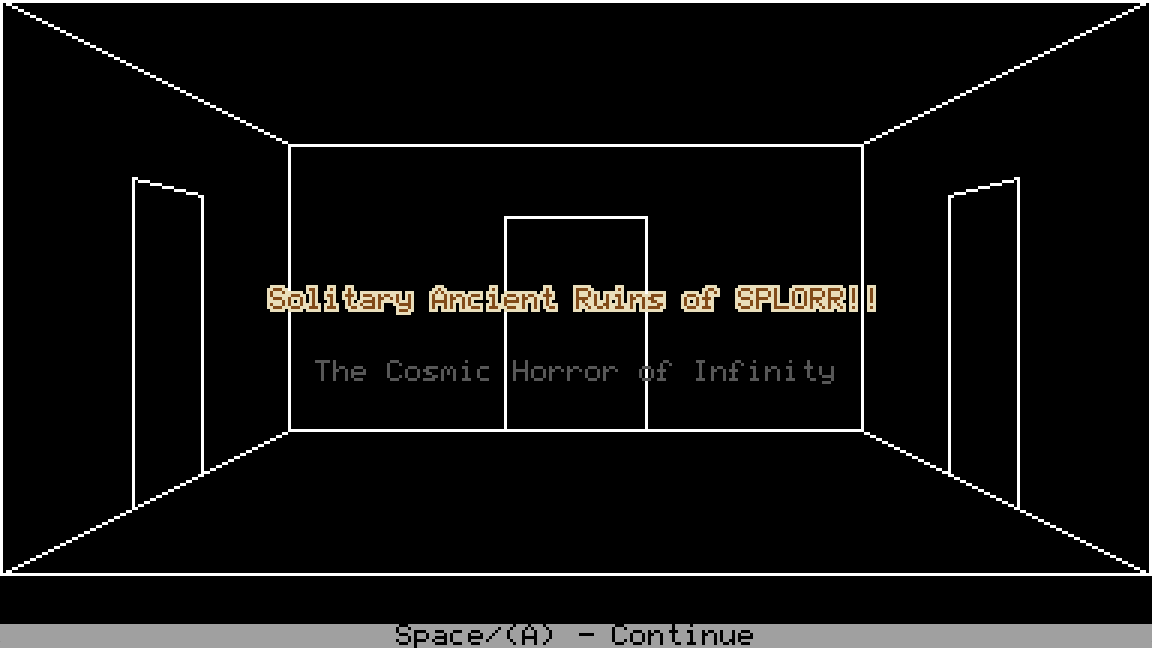 Solitary Ancient Ruins of SPLORR!!
The Cosmic Horror of Infinity
Space/(A) - Continue